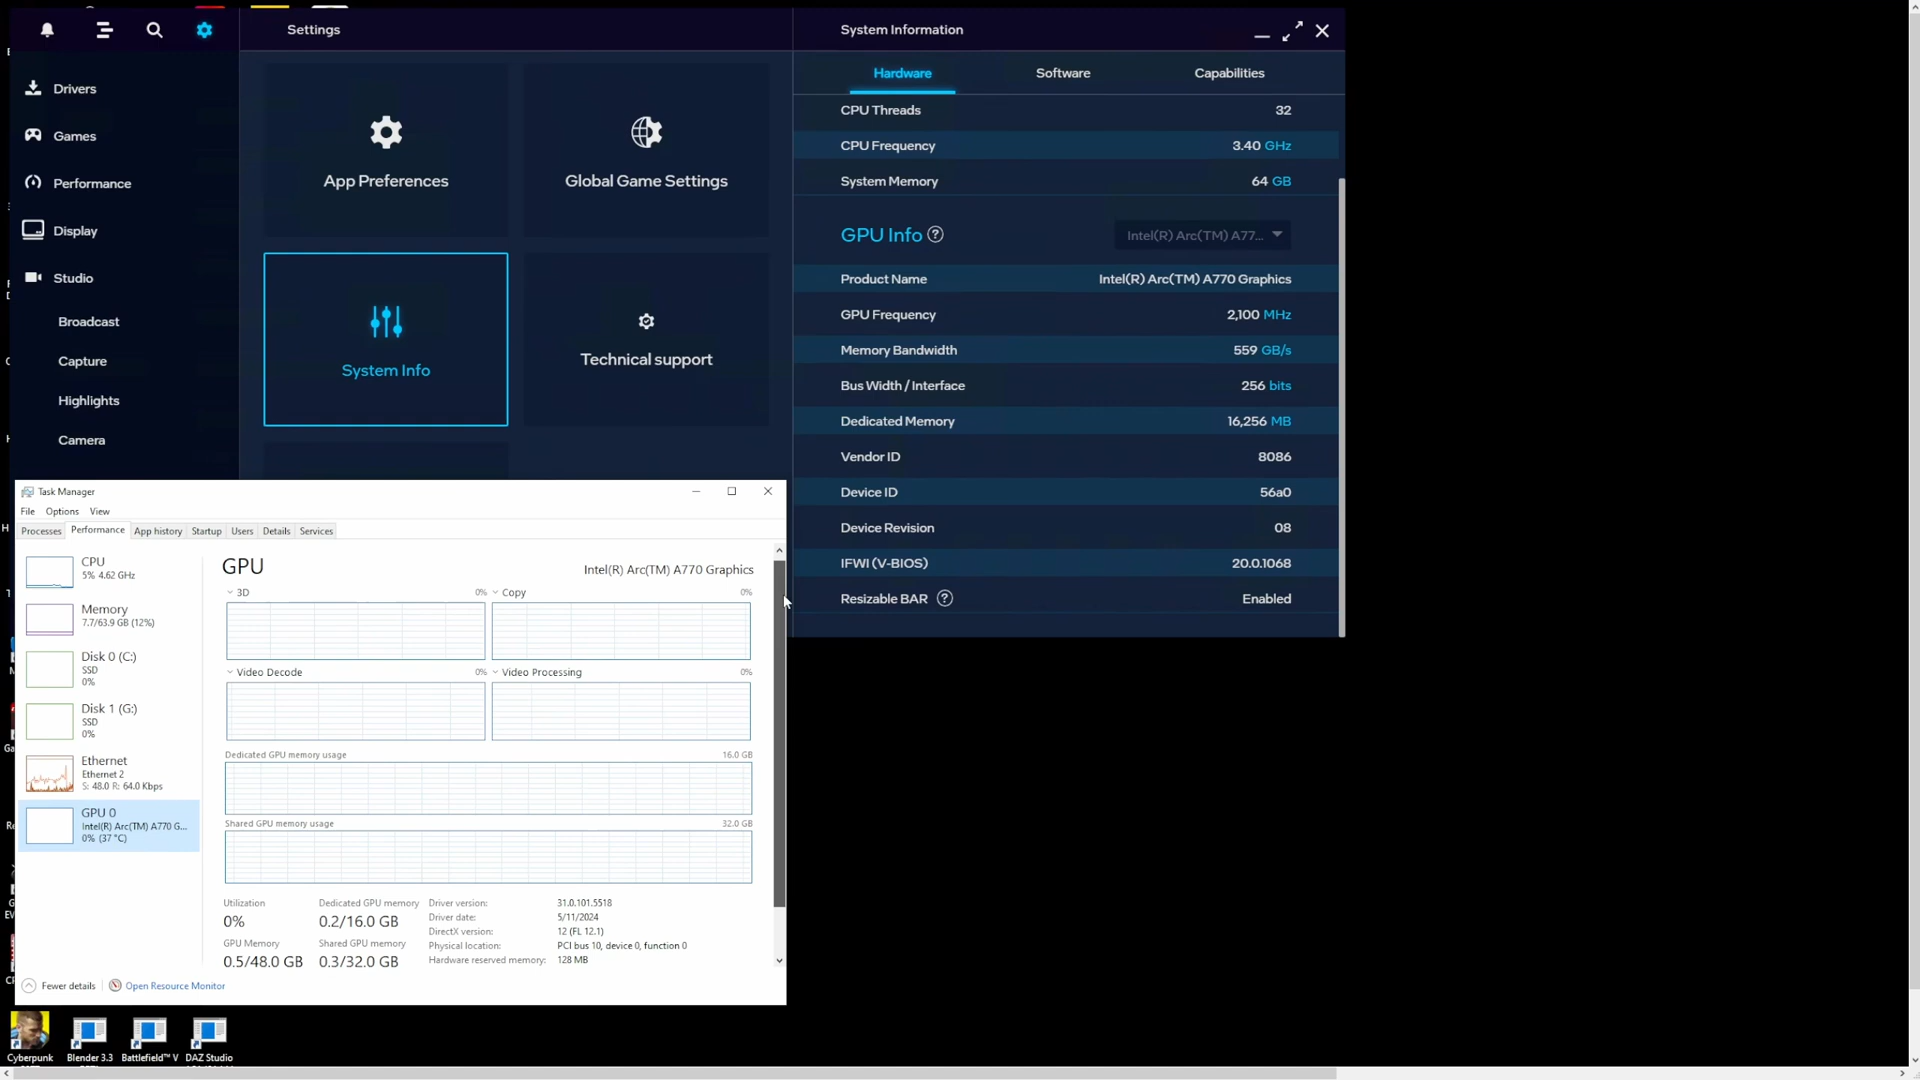 Settings
System Information
Drivers
Games
Performance
Display
Studio
Broadcast
Capture
Highlights
Camera
App Preferences
Global Game Settings
System Info
Technical support
Hardware
Software
Capabilities
CPU Threads 32
CPU Frequency 3.40 GHz
System Memory 64 GB
GPU Info ? Intel(R) Arc(TM) A77...
Product Name Intel(R) Arc(TM) A770 Graphics
GPU Frequency 2,100 MHz
Memory Bandwidth 559 GB/s
Bus Width / Interface 256 bits
Dedicated Memory 16,256 MB
Vendor ID 8086
Device ID 56a0
Device Revision 08
IFWI (V-BIOS) 20.0.1068
Resizable BAR ? Enabled
Task Manager
File Options View
Processes Performance App history Startup Users Details Services
CPU
5% 4.62 GHz
Memory
7.7/63.9 GB (12%)
Disk 0 (C:)
SSD
0%
Disk 1 (G:)
SSD
0%
Ethernet
Ethernet 2
S: 48.0 R: 64.0 Kbps
GPU 0
Intel(R) Arc(TM) A770 G...
0% (37 °C)
GPU
Intel(R) Arc(TM) A770 Graphics
3D 0%
Copy 0%
Video Decode 0%
Video Processing 0%
Dedicated GPU memory usage 16.0 GB
Shared GPU memory usage 32.0 GB
Utilization
0%
Dedicated GPU memory
0.2/16.0 GB
GPU Memory
0.5/48.0 GB
Shared GPU memory
0.3/32.0 GB
Driver version: 31.0.101.5518
Driver date: 5/11/2024
DirectX version: 12 (FL 12.1)
Physical location: PCI bus 10, device 0, function 0
Hardware reserved memory: 128 MB
Fewer details
Open Resource Monitor
Cyberpunk
Blender 3.3
Battlefield™ V
DAZ Studio